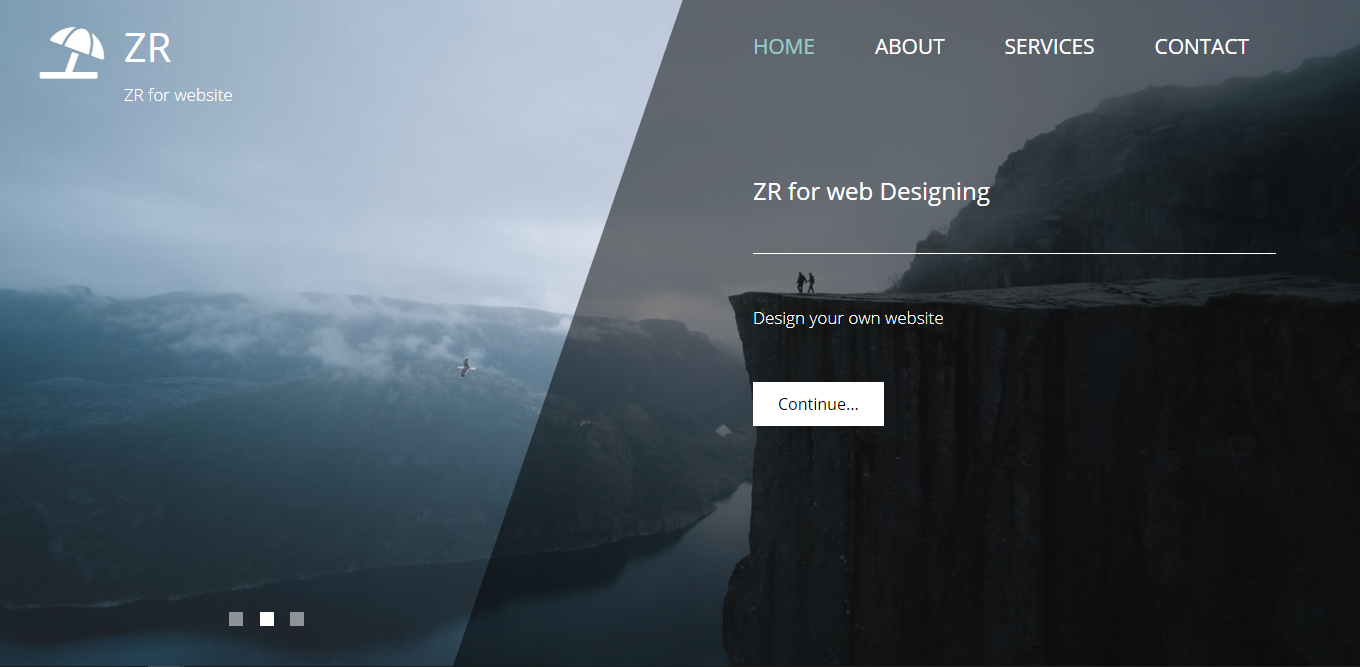 ZR
ZR for website
HOME ABOUT SERVICES CONTACT
ZR for web Designing
Design your own website
Continue...